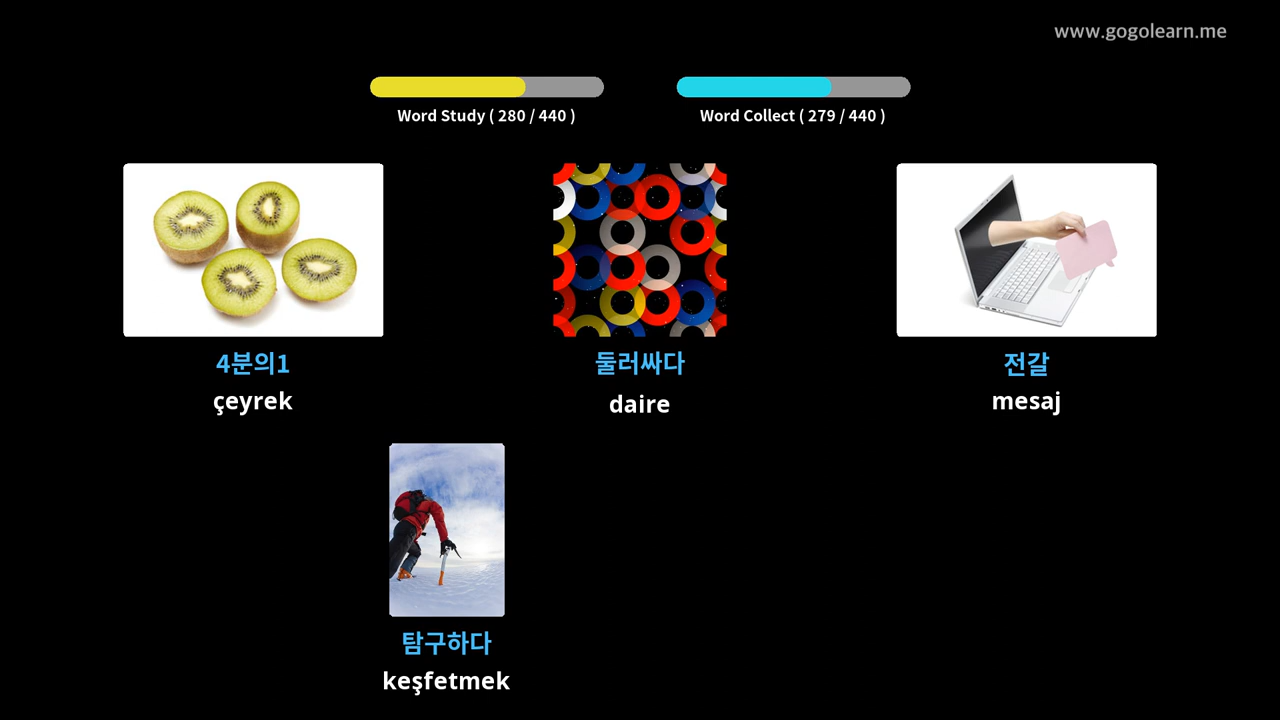 www.gogolearn.me
Word Study ( 280 / 440 )
Word Collect ( 279 / 440 )
4분의1
çeyrek
둘러싸다
daire
전갈
mesaj
탐구하다
keşfetmek